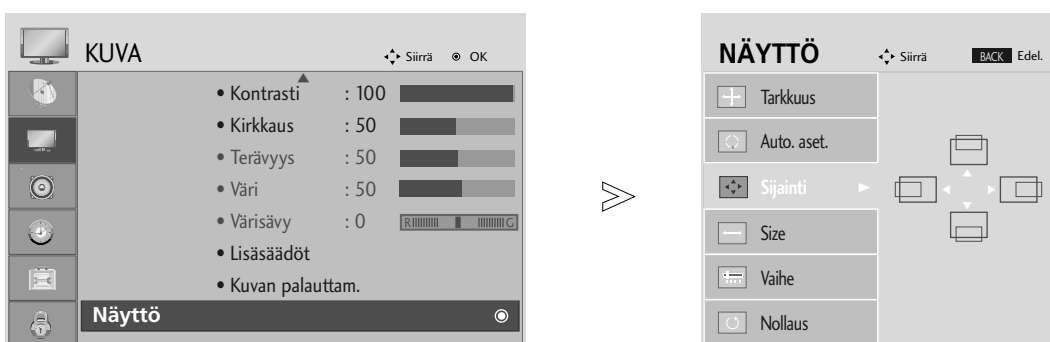 KUVA
Siirrä OK
• Kontrasti : 100
• Kirkkaus : 50
• Terävyys : 50
• Väri : 50
• Värisävy : 0 R G
• Lisäsäädöt
• Kuvan palauttam.
Näyttö
NÄYTTÖ
Siirrä BACK Edel.
Tarkkuus
Auto. aset.
Sijainti
Size
Vaihe
Nollaus